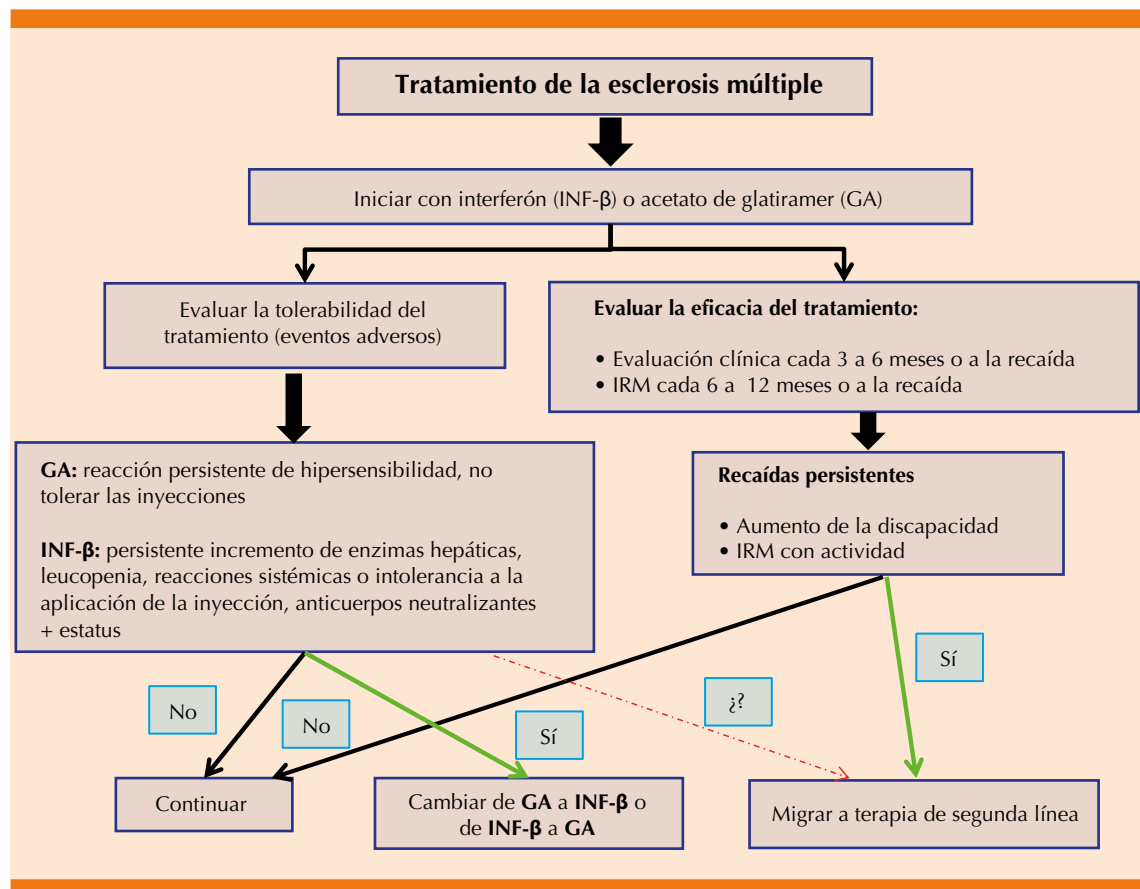 Tratamiento de la esclerosis múltiple
Iniciar con interferón (INF-β) o acetato de glatiramer (GA)
Evaluar la tolerabilidad del
tratamiento (eventos adversos)
Evaluar la eficacia del tratamiento:
• Evaluación clínica cada 3 a 6 meses o a la recaída
• IRM cada 6 a 12 meses o a la recaída
GA: reacción persistente de hipersensibilidad, no
tolerar las inyecciones
INF-β: persistente incremento de enzimas hepáticas,
leucopenia, reacciones sistémicas o intolerancia a la
aplicación de la inyección, anticuerpos neutralizantes
+ estatus
Recaídas persistentes
• Aumento de la discapacidad
• IRM con actividad
No
No
Sí
¿?
Sí
Continuar
Cambiar de GA a INF-β o
de INF-β a GA
Migrar a terapia de segunda línea